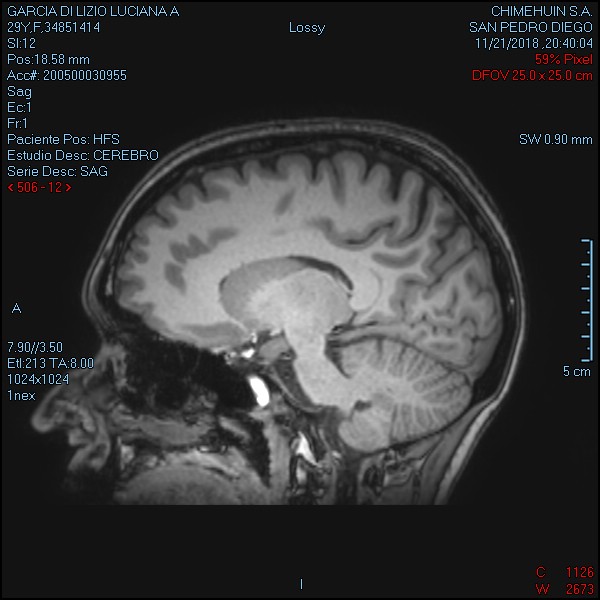 GARCIA DI LIZIO LUCIANA A
29Y,F,34851414
Sl:12
Pos:18.58 mm
Acc#: 200500030955
Sag
Ec:1
Fr:1
Paciente Pos: HFS
Estudio Desc: CEREBRO
Serie Desc: SAG
< 506 - 12 >
Lossy
CHIMEHUIN S.A.
SAN PEDRO DIEGO
11/21/2018 ,20:40:04
59% Pixel
DFOV 25.0 x 25.0 cm
SW 0.90 mm
A
7.90//3.50
Etl:213 TA:8.00
1024x1024
1nex
5 cm
I
C 1126
W 2673